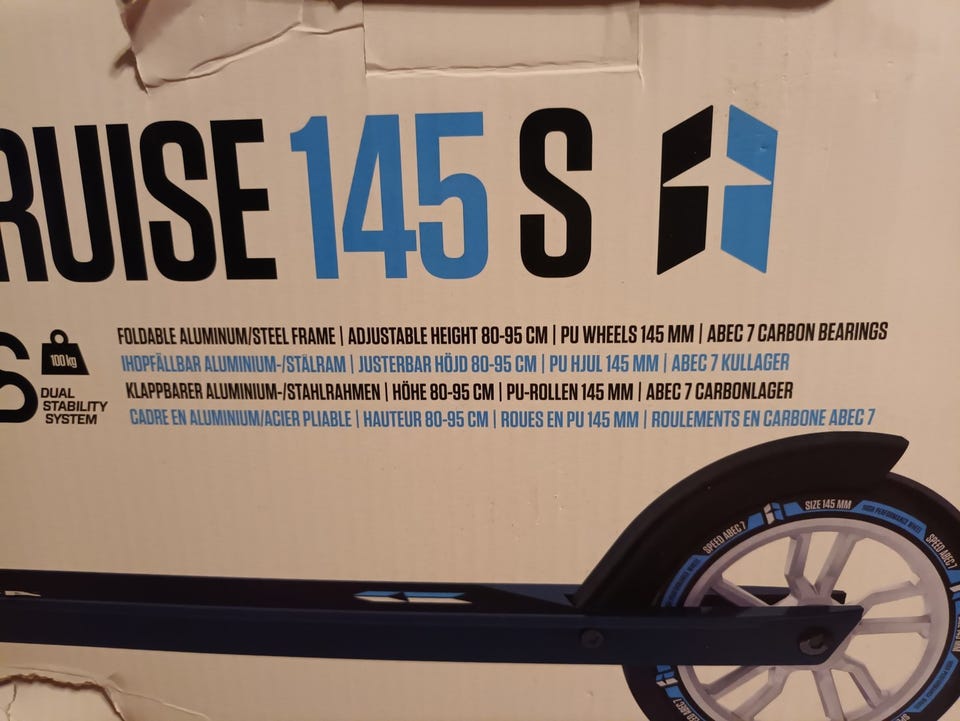 RUISE 145 S
S
100 kg
DUAL
STABILITY
SYSTEM
FOLDABLE ALUMINUM/STEEL FRAME | ADJUSTABLE HEIGHT 80-95 CM | PU WHEELS 145 MM | ABEC 7 CARBON BEARINGS
IHOPFÄLLBAR ALUMINIUM-/STÅLRAM | JUSTERBAR HÖJD 80-95 CM | PU HJUL 145 MM | ABEC 7 KULLAGER
KLAPPBARER ALUMINIUM-/STAHLRAHMEN | HÖHE 80-95 CM | PU-ROLLEN 145 MM | ABEC 7 CARBONLAGER
CADRE EN ALUMINIUM/ACIER PLIABLE | HAUTEUR 80-95 CM | ROUES EN PU 145 MM | ROULEMENTS EN CARBONE ABEC 7
SPEED ABEC 7
SIZE 145 MM
HIGH PERFORMANCE WHEEL
SPEED ABEC 7